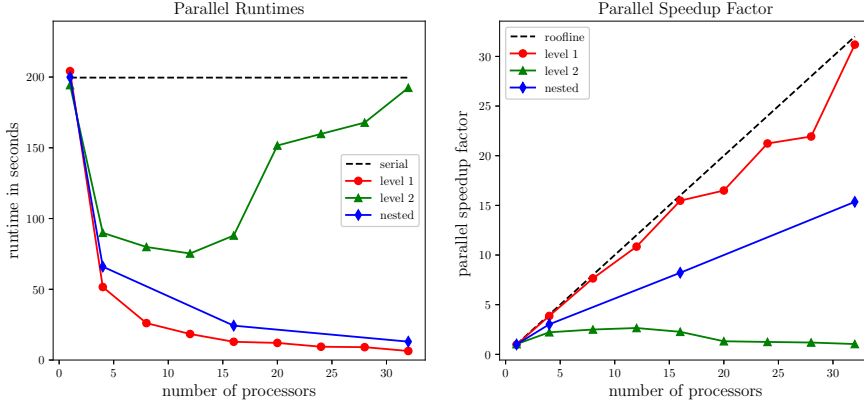 Parallel Runtimes
200
150
100
50
0
0 5 10 15 20 25 30
runtime in seconds
number of processors
serial
level 1
level 2
nested
Parallel Speedup Factor
30
25
20
15
10
5
0
0 5 10 15 20 25 30
parallel speedup factor
number of processors
roofline
level 1
level 2
nested